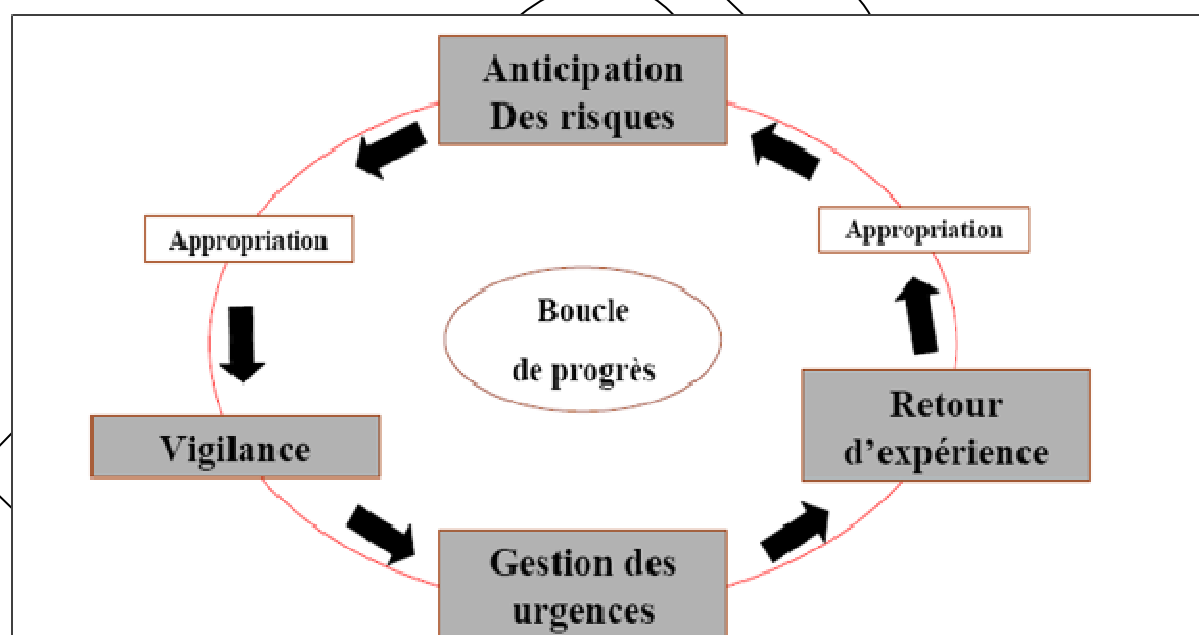 Anticipation
Des risques
Appropriation
Appropriation
Boucle
de progrès
Vigilance
Retour
d’expérience
Gestion des
urgences